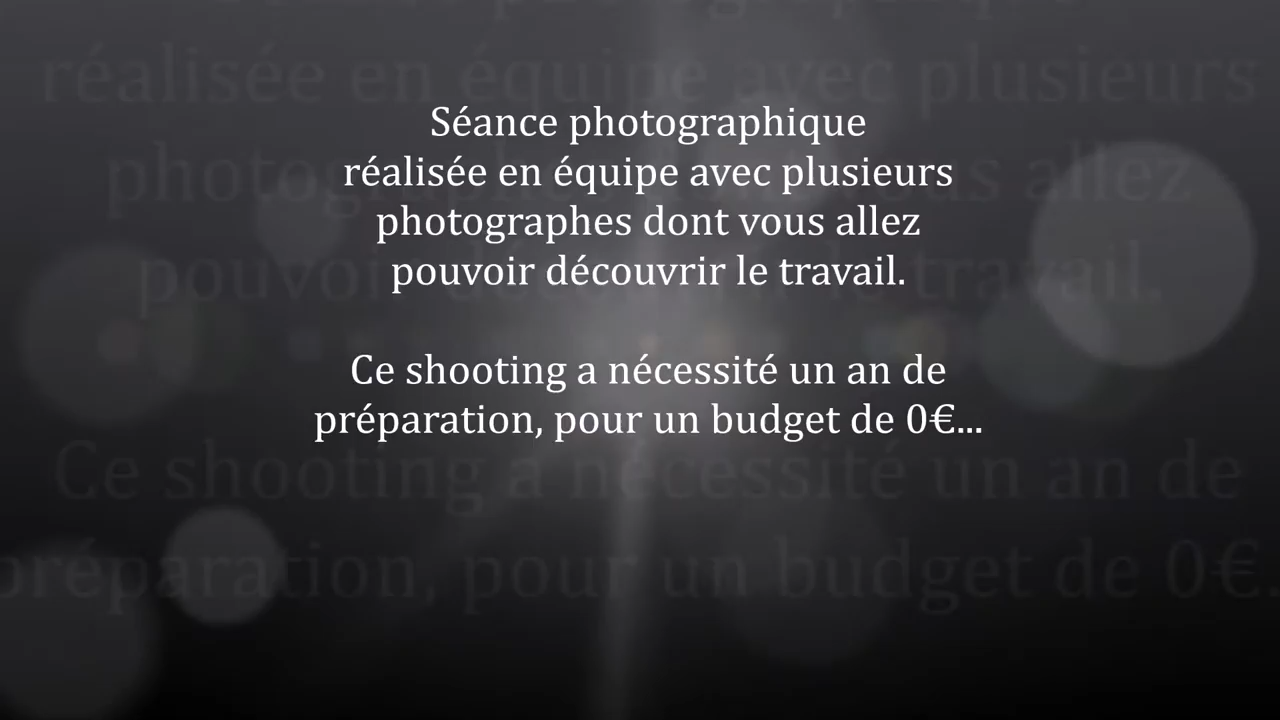 Séance photographique
réalisée en équipe avec plusieurs
photographes dont vous allez
pouvoir découvrir le travail.
Ce shooting a nécessité un an de
préparation, pour un budget de 0€...